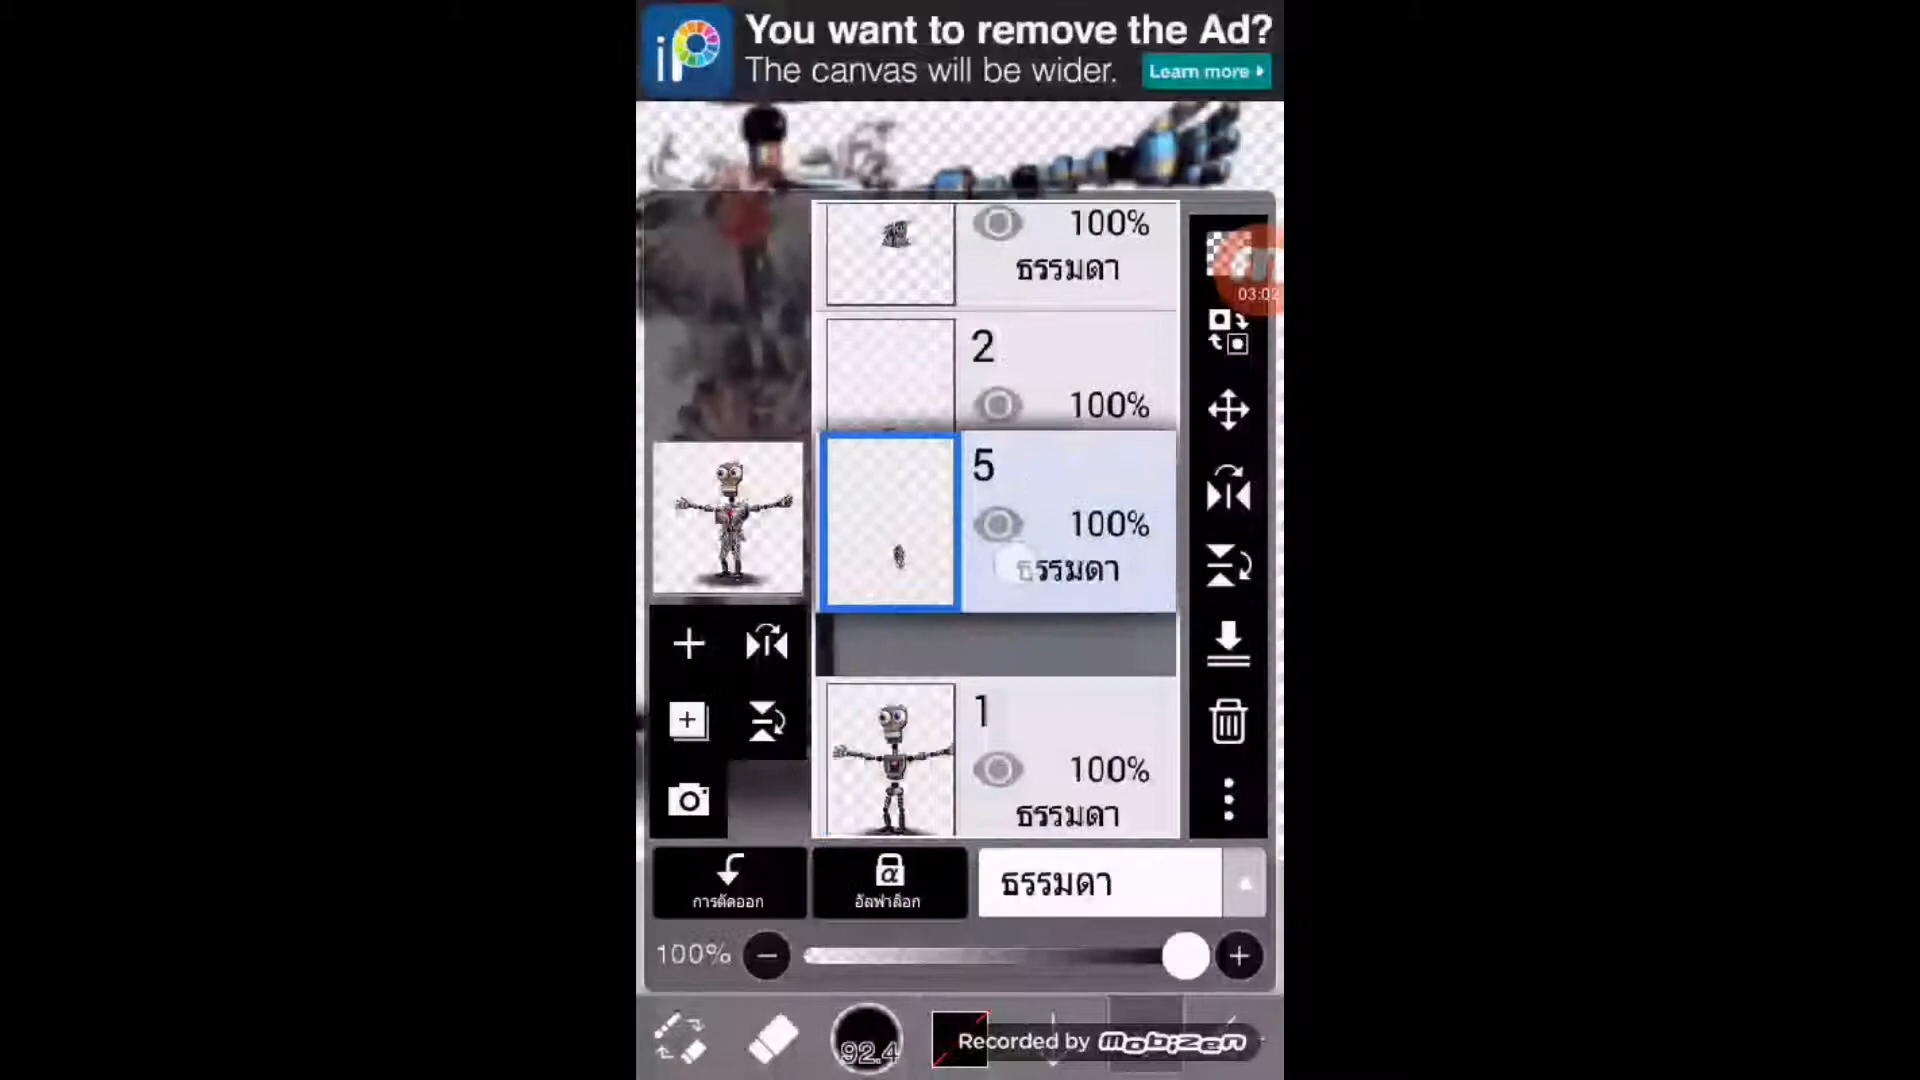 iP
You want to remove the Ad?
The canvas will be wider.
Learn more
100%
ธรรมดา
03:02
2
100%
5
100%
ธรรมดา
1
100%
ธรรมดา
การตัดออก
α
อัลฟาล็อก
ธรรมดา
100%
92.4
Recorded by mobizen